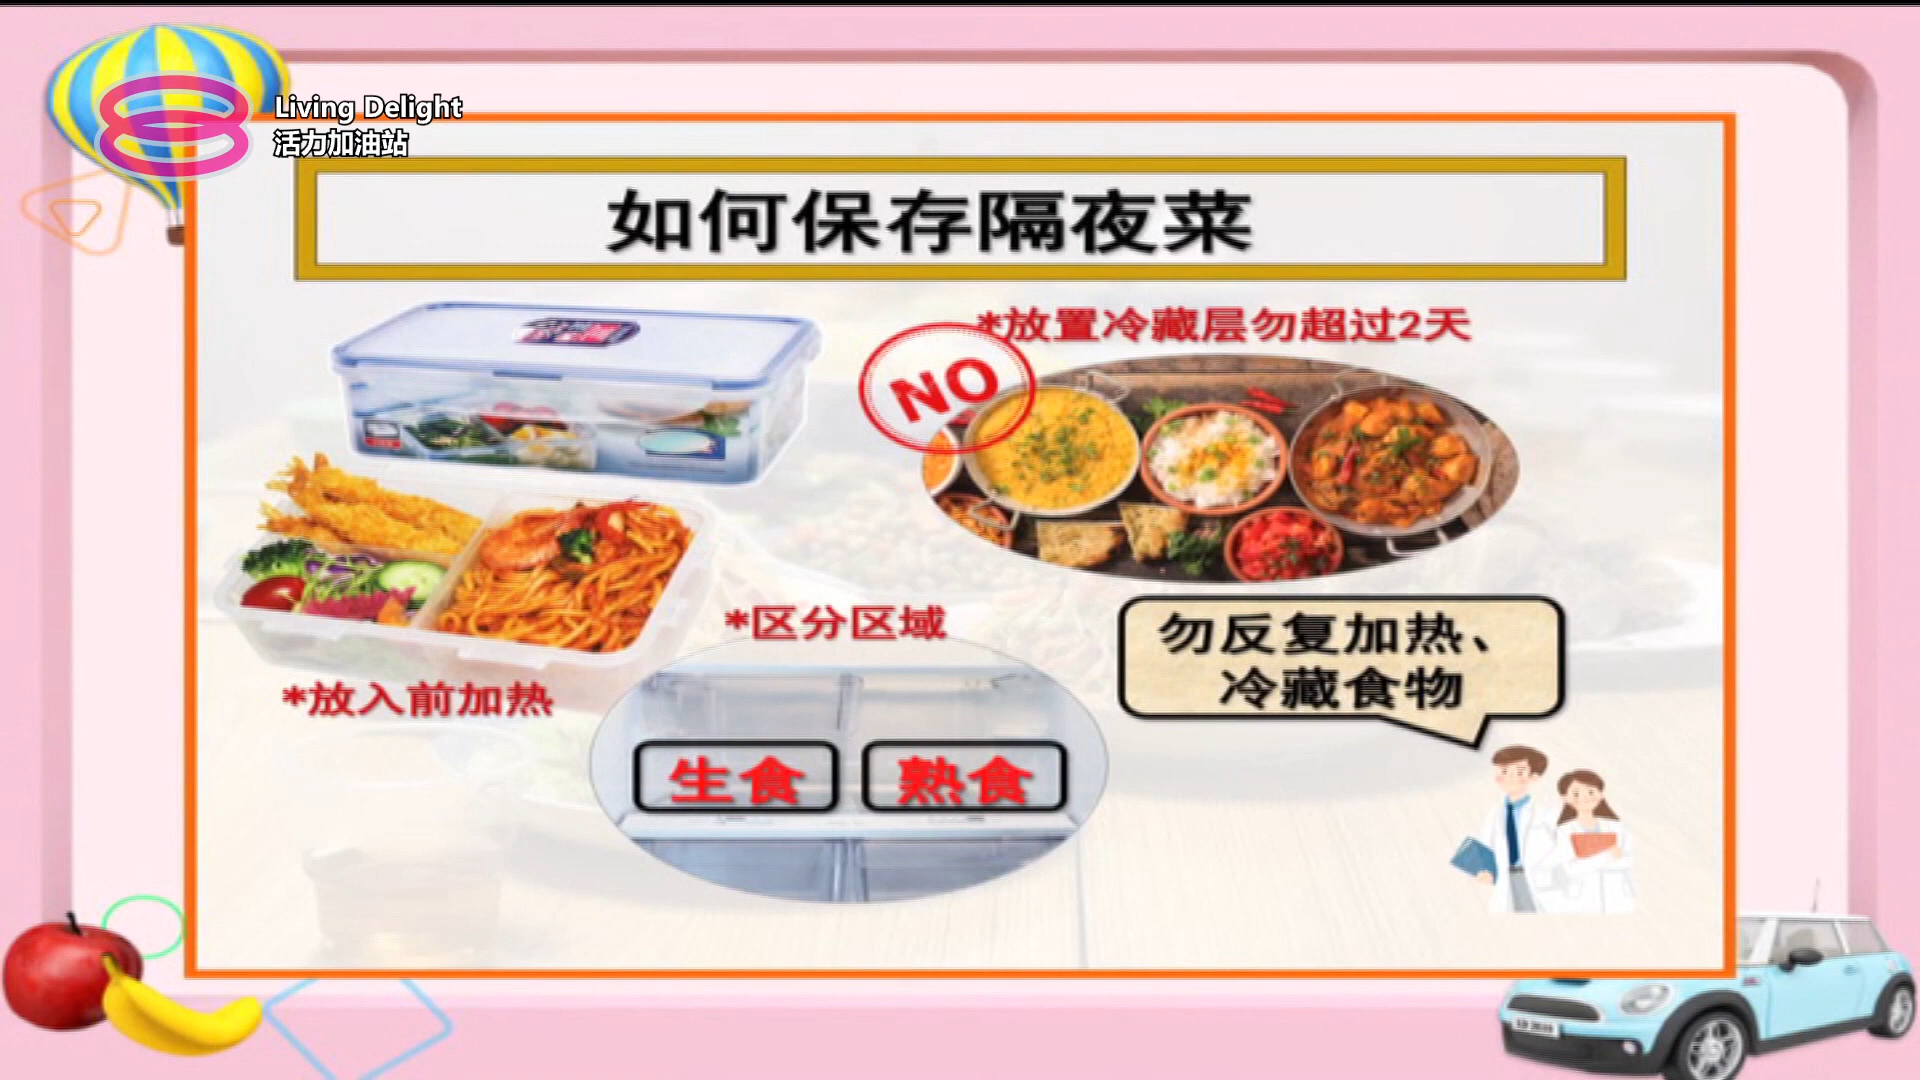 Living Delight
活力加油站
如何保存隔夜菜
*放置冷藏层勿超过2天
NO
*区分区域
勿反复加热、
冷藏食物
*放入前加热
生食
熟食